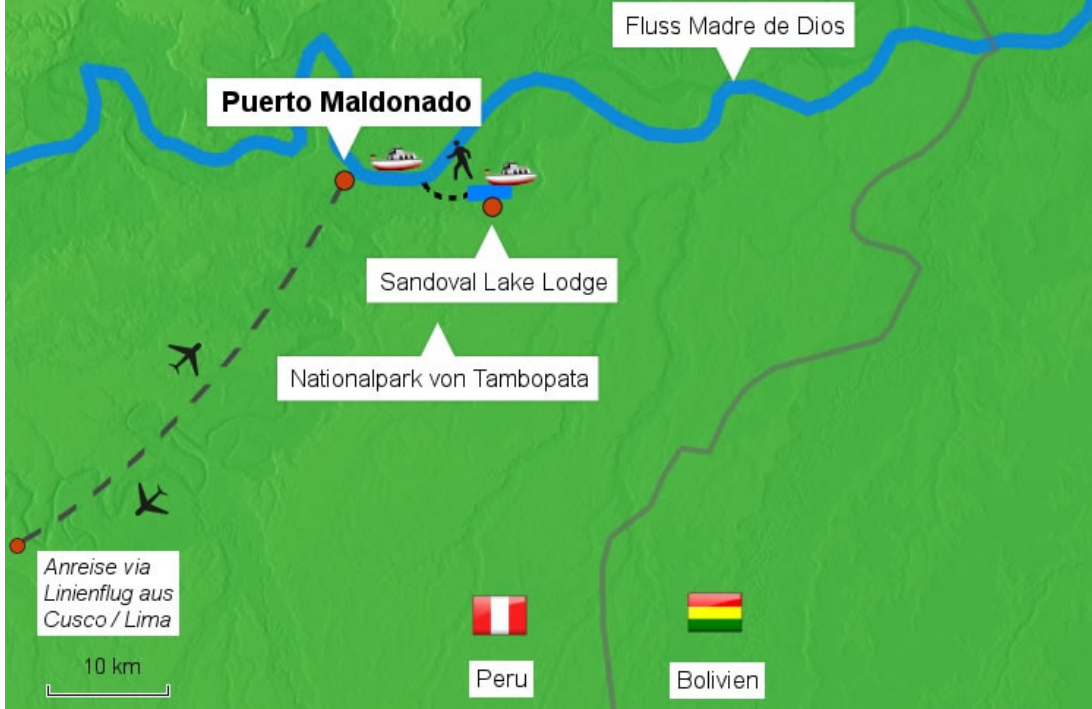 Fluss Madre de Dios
Puerto Maldonado
Sandoval Lake Lodge
Nationalpark von Tambopata
Anreise via
Linienflug aus
Cusco / Lima
10 km
Peru
Bolivien